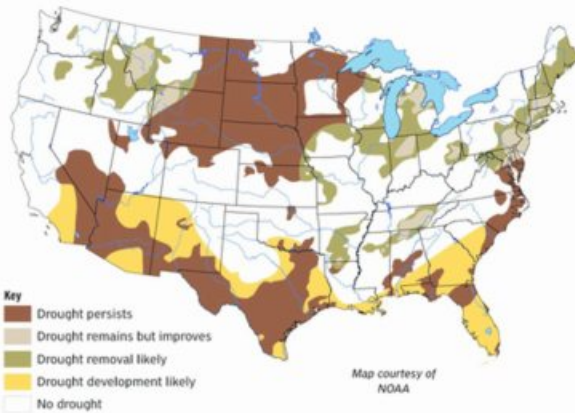 Key
Drought persists
Drought remains but improves
Drought removal likely
Drought development likely
No drought
Map courtesy of
NOAA